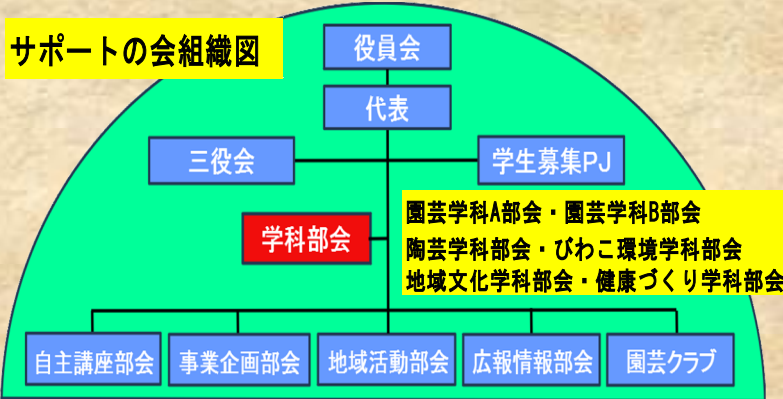 サポートの会組織図
役員会
代表
三役会
学生募集PJ
学科部会
園芸学科A部会・園芸学科B部会
陶芸学科部会・びわこ環境学科部会
地域文化学科部会・健康づくり学科部会
自主講座部会
事業企画部会
地域活動部会
広報情報部会
園芸クラブ